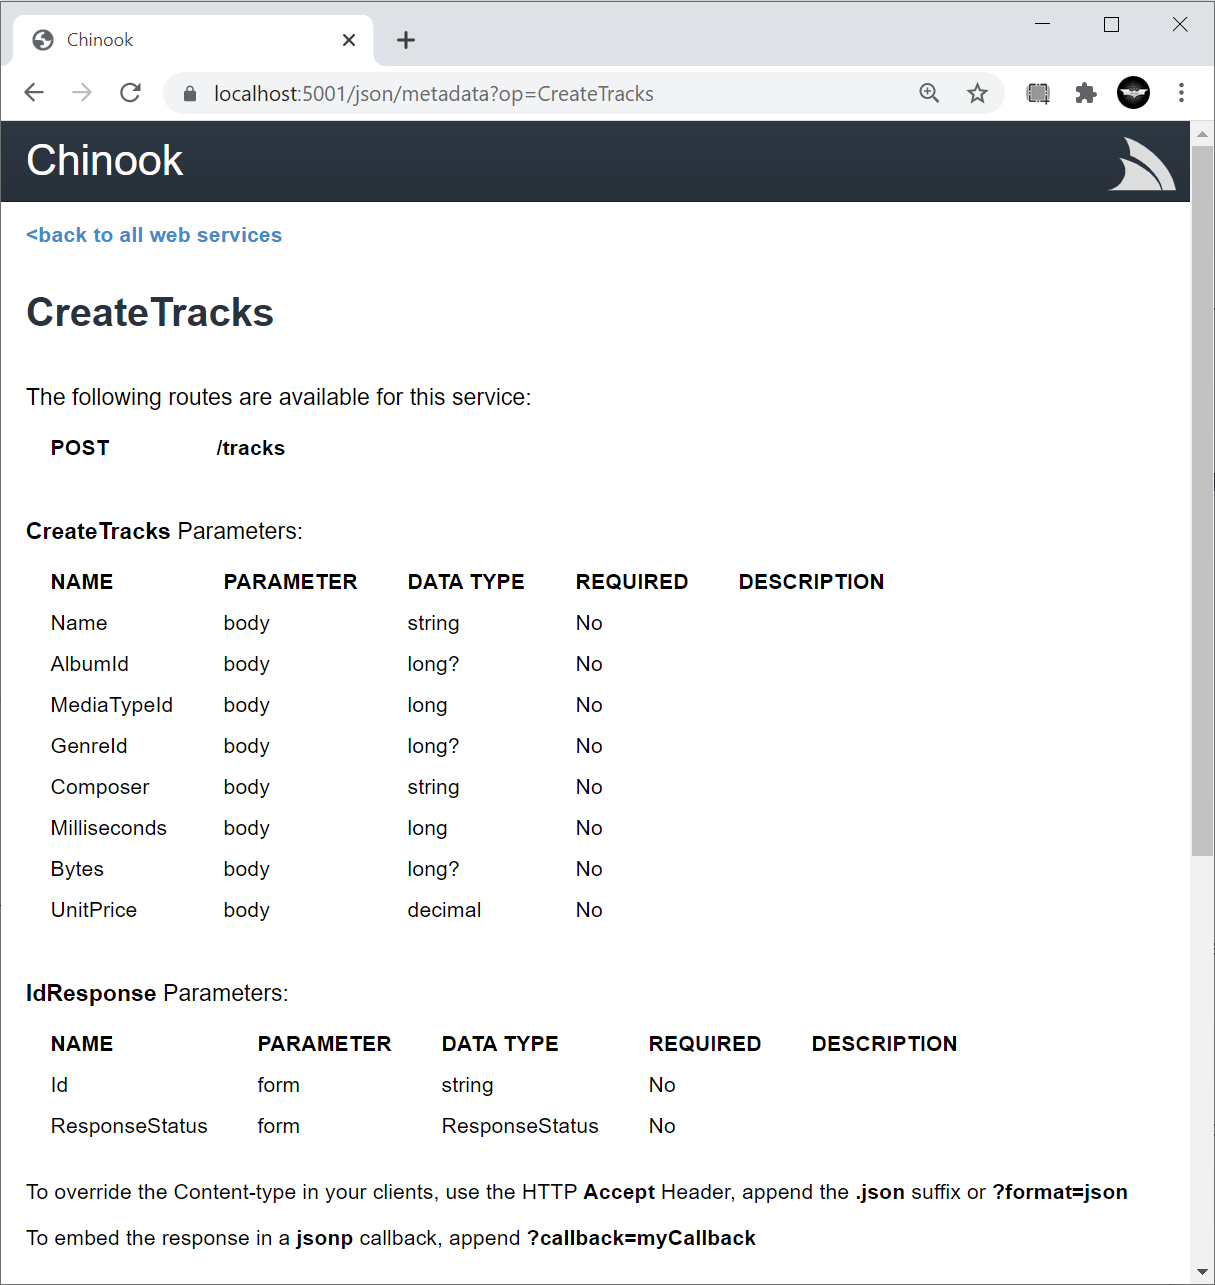 Chinook
localhost:5001/json/metadata?op=CreateTracks
Chinook
<back to all web services
CreateTracks
The following routes are available for this service:
POST /tracks
CreateTracks Parameters:
NAME PARAMETER DATA TYPE REQUIRED DESCRIPTION
Name body string No
AlbumId body long? No
MediaTypeId body long No
GenreId body long? No
Composer body string No
Milliseconds body long No
Bytes body long? No
UnitPrice body decimal No
IdResponse Parameters:
NAME PARAMETER DATA TYPE REQUIRED DESCRIPTION
Id form string No
ResponseStatus form ResponseStatus No
To override the Content-type in your clients, use the HTTP Accept Header, append the .json suffix or ?format=json
To embed the response in a jsonp callback, append ?callback=myCallback